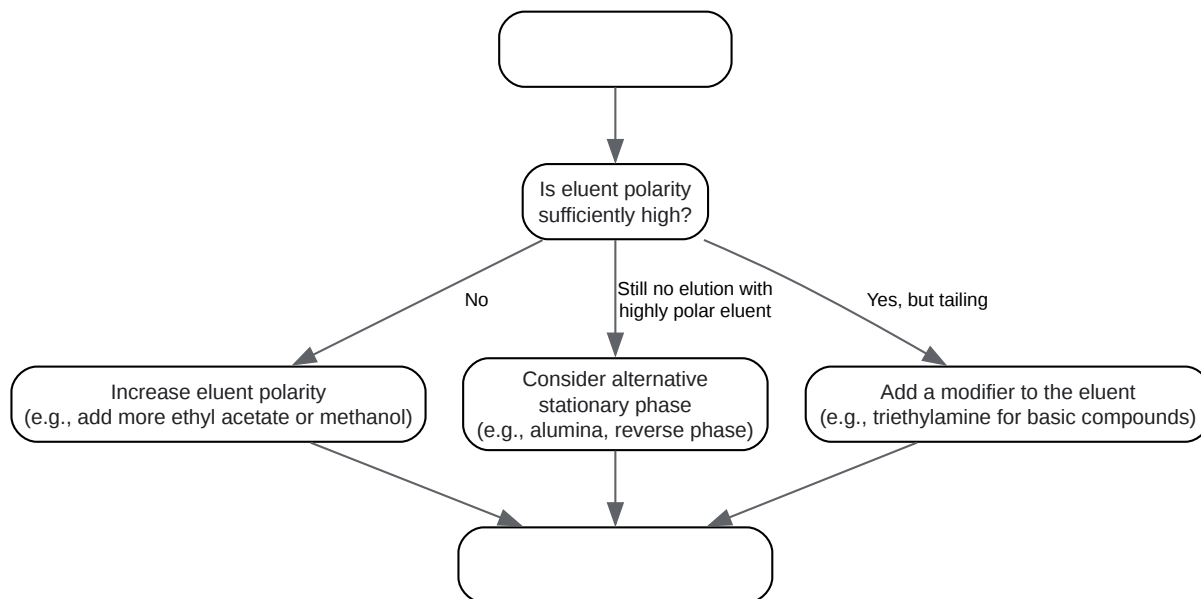 Is eluent polarity
sufficiently high?
No
Still no elution with
highly polar eluent
Yes, but tailing
Increase eluent polarity
(e.g., add more ethyl acetate or methanol)
Consider alternative
stationary phase
(e.g., alumina, reverse phase)
Add a modifier to the eluent
(e.g., triethylamine for basic compounds)